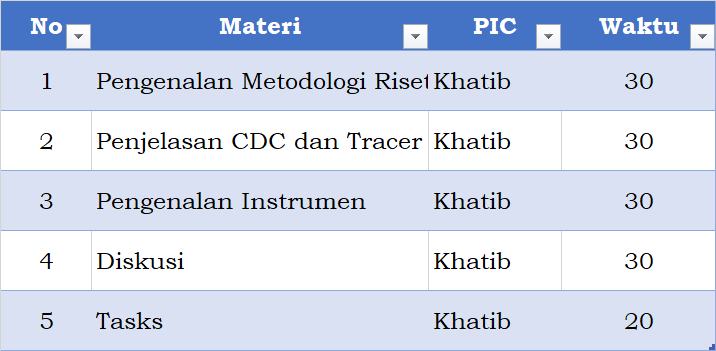 No Materi PIC Waktu
1 Pengenalan Metodologi Riset Khatib 30
2 Penjelasan CDC dan Tracer Khatib 30
3 Pengenalan Instrumen Khatib 30
4 Diskusi Khatib 30
5 Tasks Khatib 20